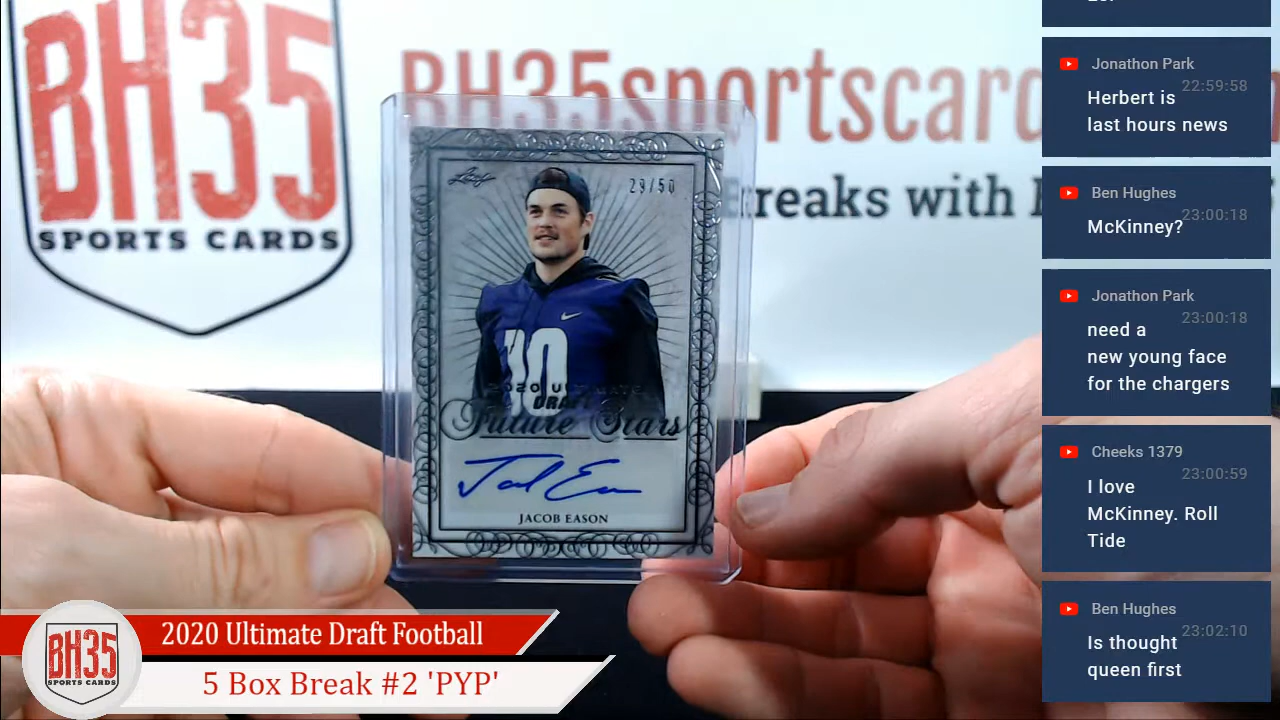 BH35
SPORTS CARDS
BH35sportscard
reaks with
Leaf
29/50
10
2020 ULTIMATE
DRAFT
Future Stars
JACOB EASON
Jonathon Park
22:59:58
Herbert is
last hours news
Ben Hughes
23:00:18
McKinney?
Jonathon Park
23:00:18
need a
new young face
for the chargers
Cheeks 1379
23:00:59
I love
McKinney. Roll
Tide
Ben Hughes
23:02:10
Is thought
queen first
BH35
SPORTS CARDS
2020 Ultimate Draft Football
5 Box Break #2 'PYP'